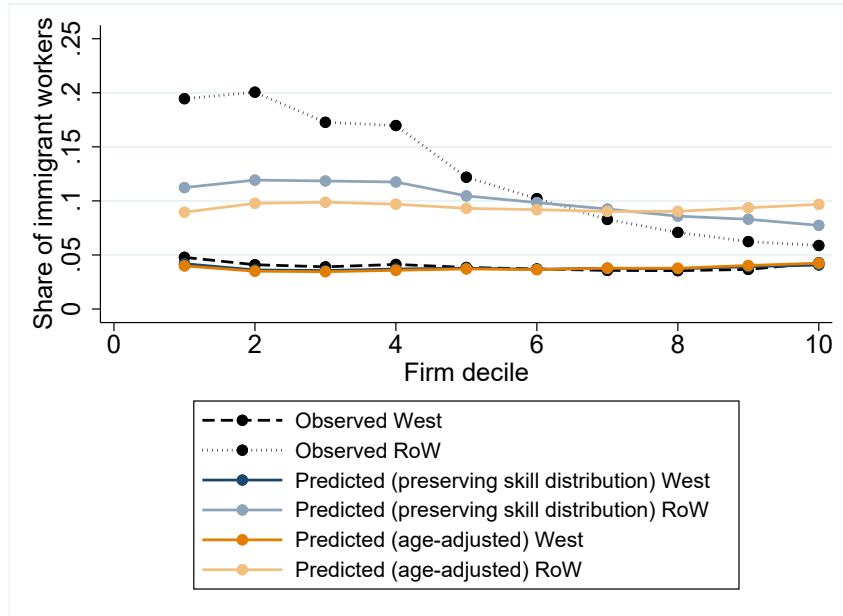 .25
.2
.15
.1
.05
0
Share of immigrant workers
0 2 4 6 8 10
Firm decile
Observed West
Observed RoW
Predicted (preserving skill distribution) West
Predicted (preserving skill distribution) RoW
Predicted (age-adjusted) West
Predicted (age-adjusted) RoW